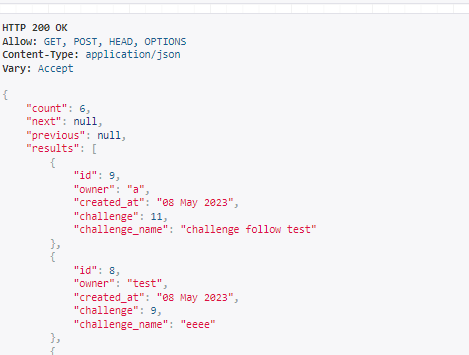 HTTP 200 OK
Allow: GET, POST, HEAD, OPTIONS
Content-Type: application/json
Vary: Accept
{
    "count": 6,
    "next": null,
    "previous": null,
    "results": [
        {
            "id": 9,
            "owner": "a",
            "created_at": "08 May 2023",
            "challenge": 11,
            "challenge_name": "challenge follow test"
        },
        {
            "id": 8,
            "owner": "test",
            "created_at": "08 May 2023",
            "challenge": 9,
            "challenge_name": "eeee"
        },
        {